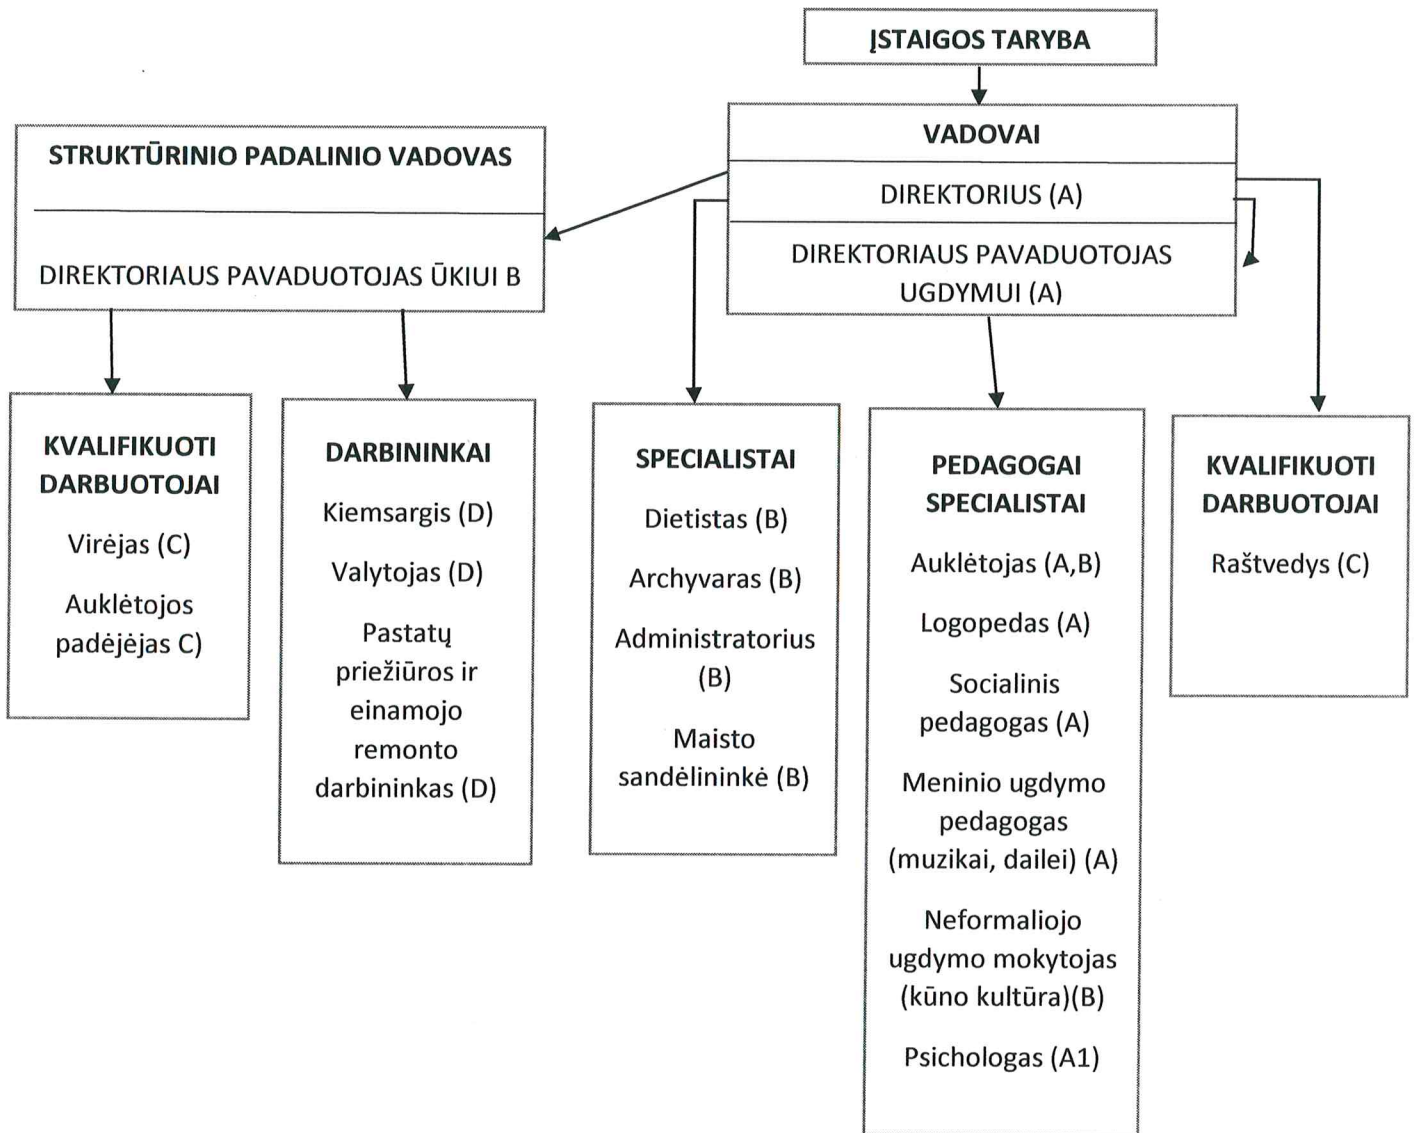 ĮSTAIGOS TARYBA
VADOVAI
DIREKTORIUS (A)
DIREKTORIAUS PAVADUOTOJAS
UGDYMUI (A)
STRUKTŪRINIO PADALINIO VADOVAS
DIREKTORIAUS PAVADUOTOJAS ŪKIUI B
KVALIFIKUOTI
DARBUOTOJAI
Virėjas (C)
Auklėtojos
padėjėjas C)
DARBININKAI
Kiemsargis (D)
Valytojas (D)
Pastatų
priežiūros ir
einamojo
remonto
darbininkas (D)
SPECIALISTAI
Dietistas (B)
Archyvaras (B)
Administratorius
(B)
Maisto
sandėlininkė (B)
PEDAGOGAI
SPECIALISTAI
Auklėtojas (A,B)
Logopedas (A)
Socialinis
pedagogas (A)
Meninio ugdymo
pedagogas
(muzikai, dailei) (A)
Neformaliojo
ugdymo mokytojas
(kūno kultūra)(B)
Psichologas (A1)
KVALIFIKUOTI
DARBUOTOJAI
Raštvedys (C)